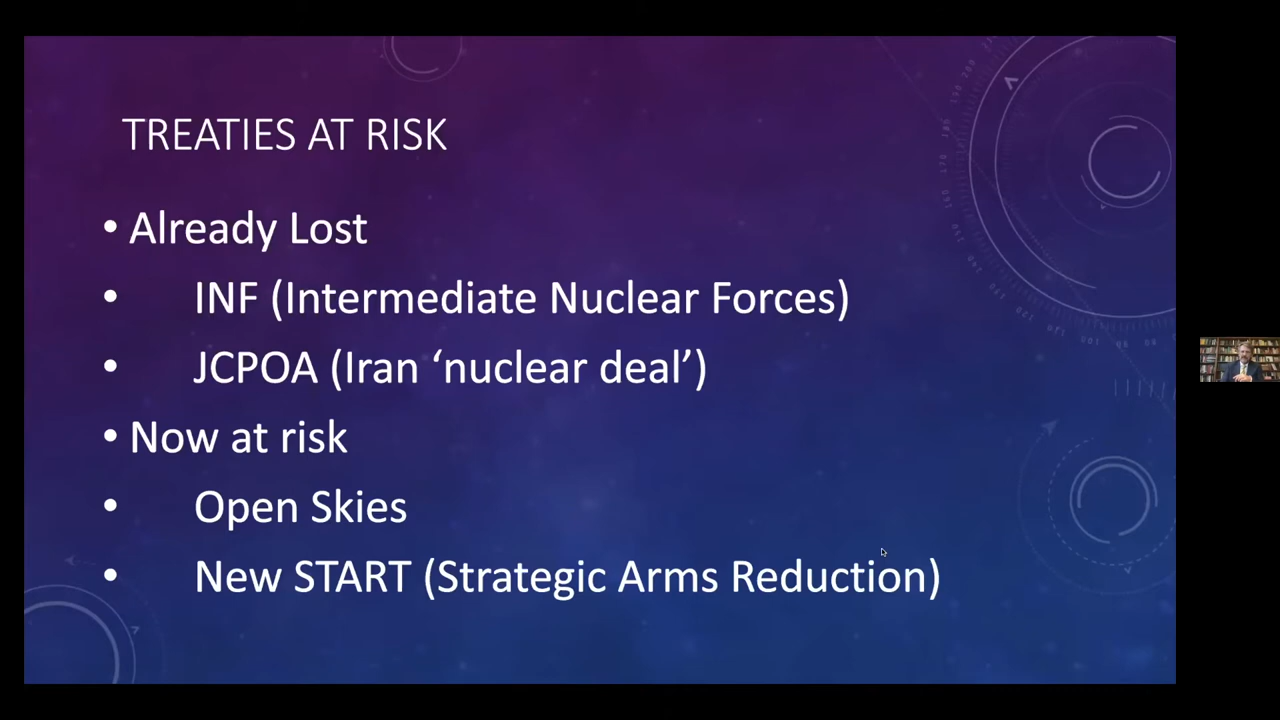 TREATIES AT RISK
• Already Lost
• INF (Intermediate Nuclear Forces)
• JCPOA (Iran ‘nuclear deal’)
• Now at risk
• Open Skies
• New START (Strategic Arms Reduction)